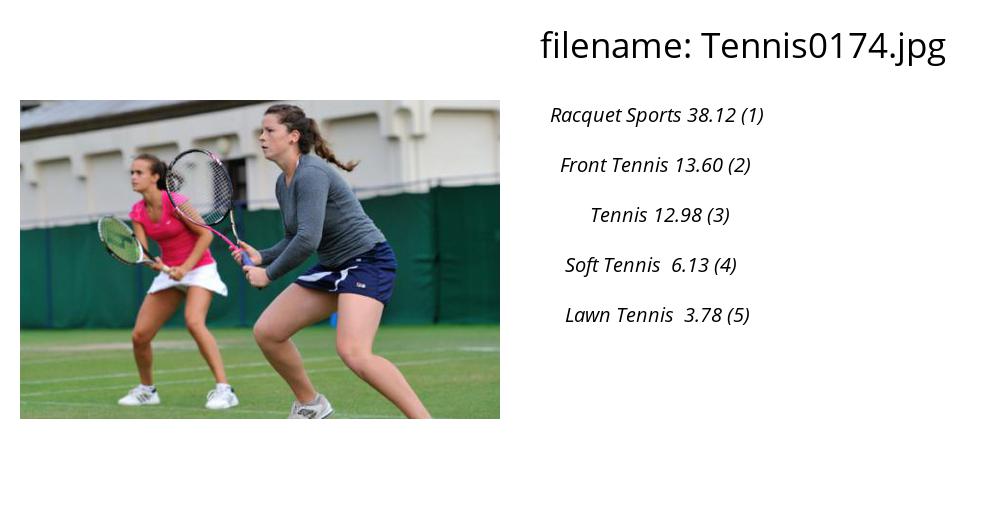 filename: Tennis0174.jpg
Racquet Sports 38.12 (1)
Front Tennis 13.60 (2)
Tennis 12.98 (3)
Soft Tennis 6.13 (4)
Lawn Tennis 3.78 (5)